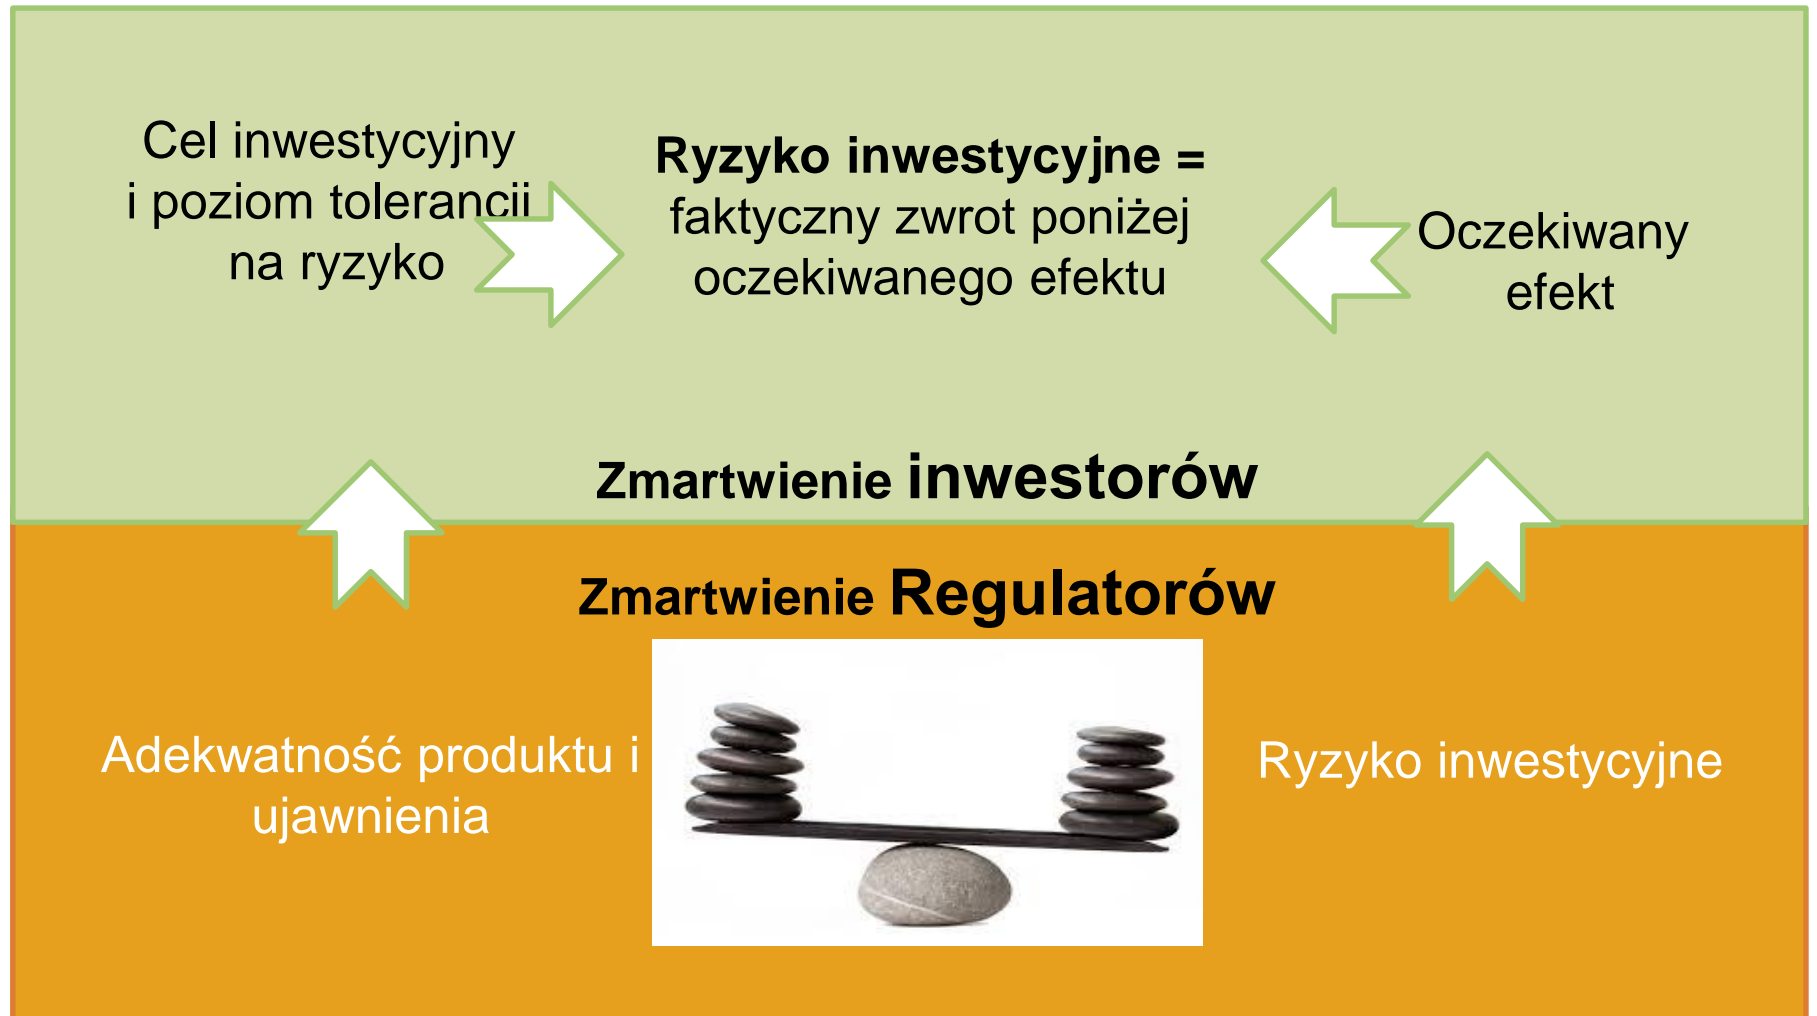 Cel inwestycyjny
i poziom tolerancji
na ryzyko
Ryzyko inwestycyjne =
faktyczny zwrot poniżej
oczekiwanego efektu
Oczekiwany
efekt
Zmartwienie inwestorów
Zmartwienie Regulatorów
Adekwatność produktu i
ujawnienia
Ryzyko inwestycyjne